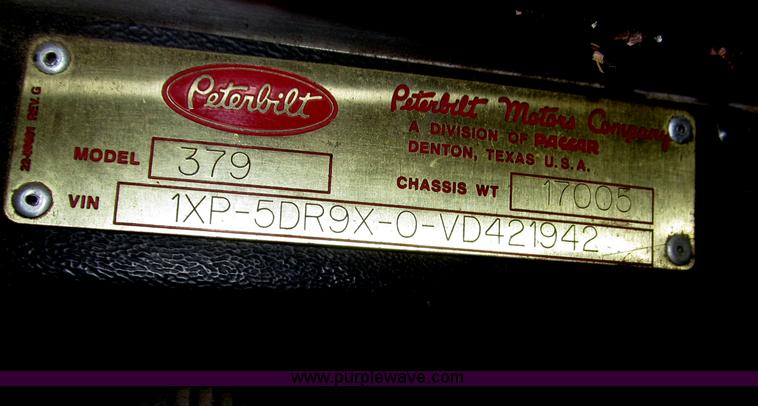 Peterbilt
Peterbilt Motors Company
A DIVISION OF PACCAR
DENTON, TEXAS U.S.A.
MODEL 379
CHASSIS WT 17005
VIN 1XP-5DR9X-0-VD421942
REV. G
www.purplewave.com